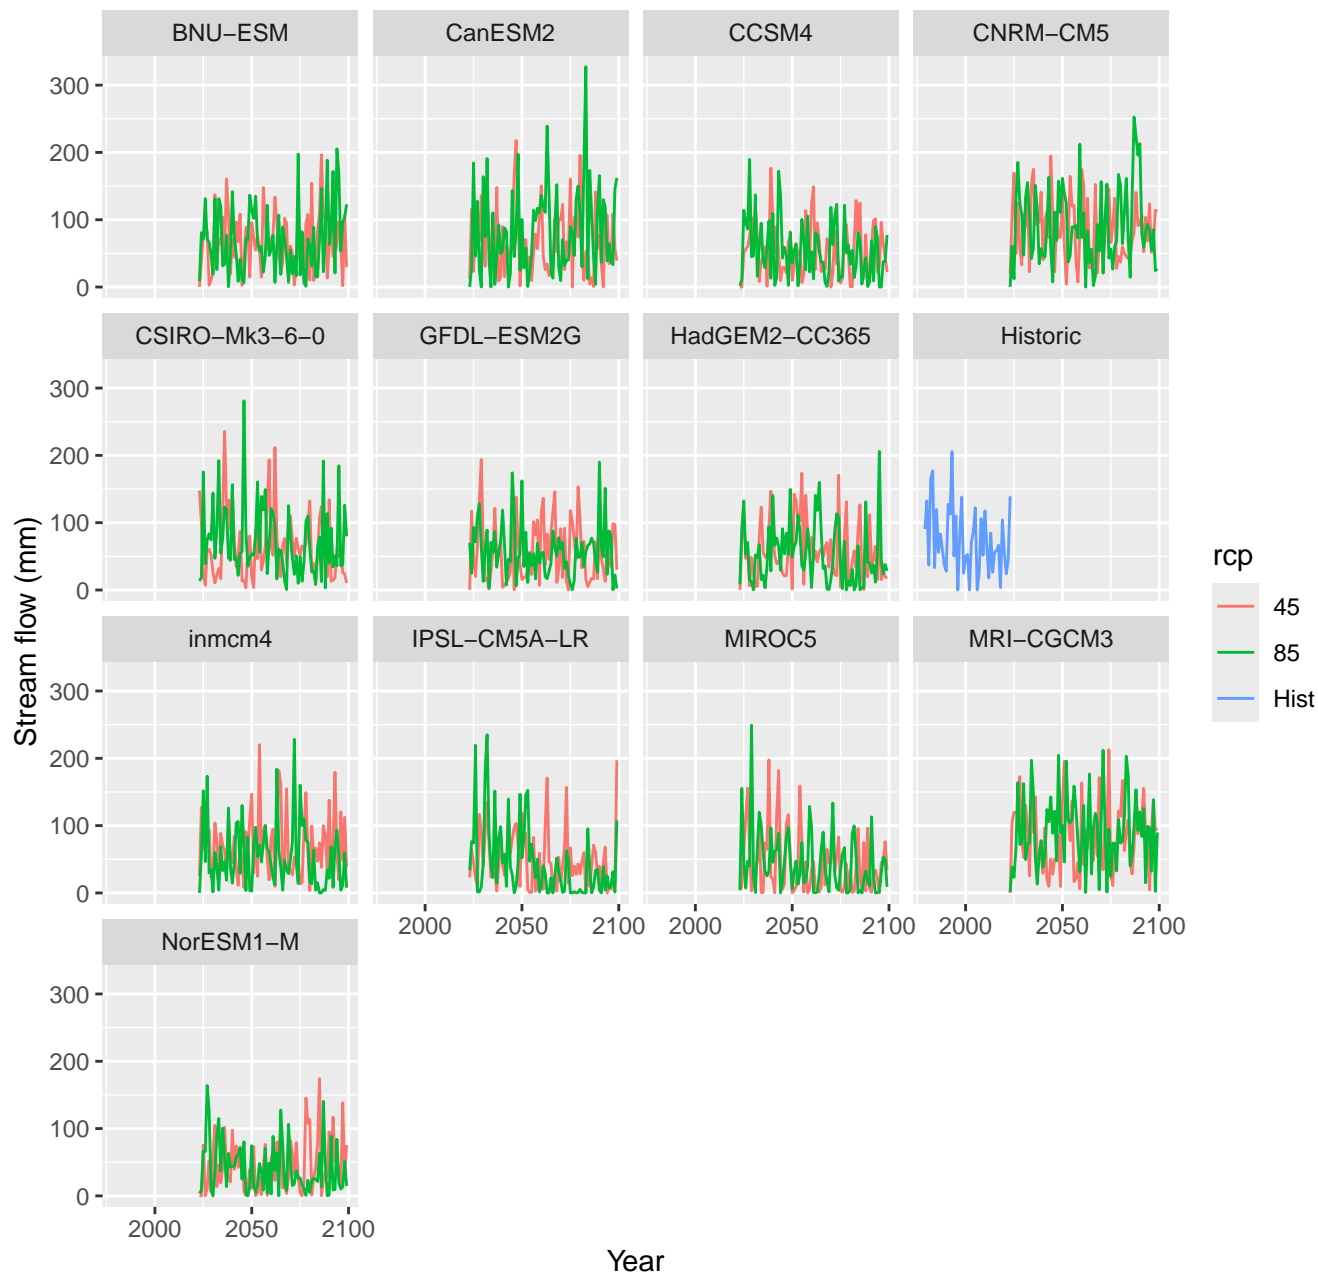 BNU−ESM
CanESM2
CCSM4
CNRM−CM5
300
200
100
0
CSIRO−Mk3−6−0
GFDL−ESM2G
HadGEM2−CC365
Historic
300
200
100
0
inmcm4
IPSL−CM5A−LR
MIROC5
MRI−CGCM3
300
200
100
0
2000 2050 2100
2000 2050 2100
2000 2050 2100
NorESM1−M
300
200
100
0
2000 2050 2100
Year
Stream flow (mm)
rcp
45
85
Hist